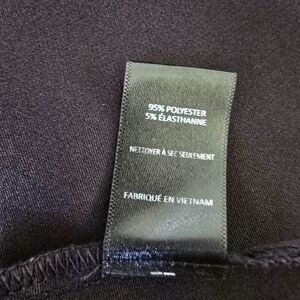 95% POLYESTER
5% ÉLASTHANNE
NETTOYER À SEC SEULEMENT
FABRIQUÉ EN VIETNAM